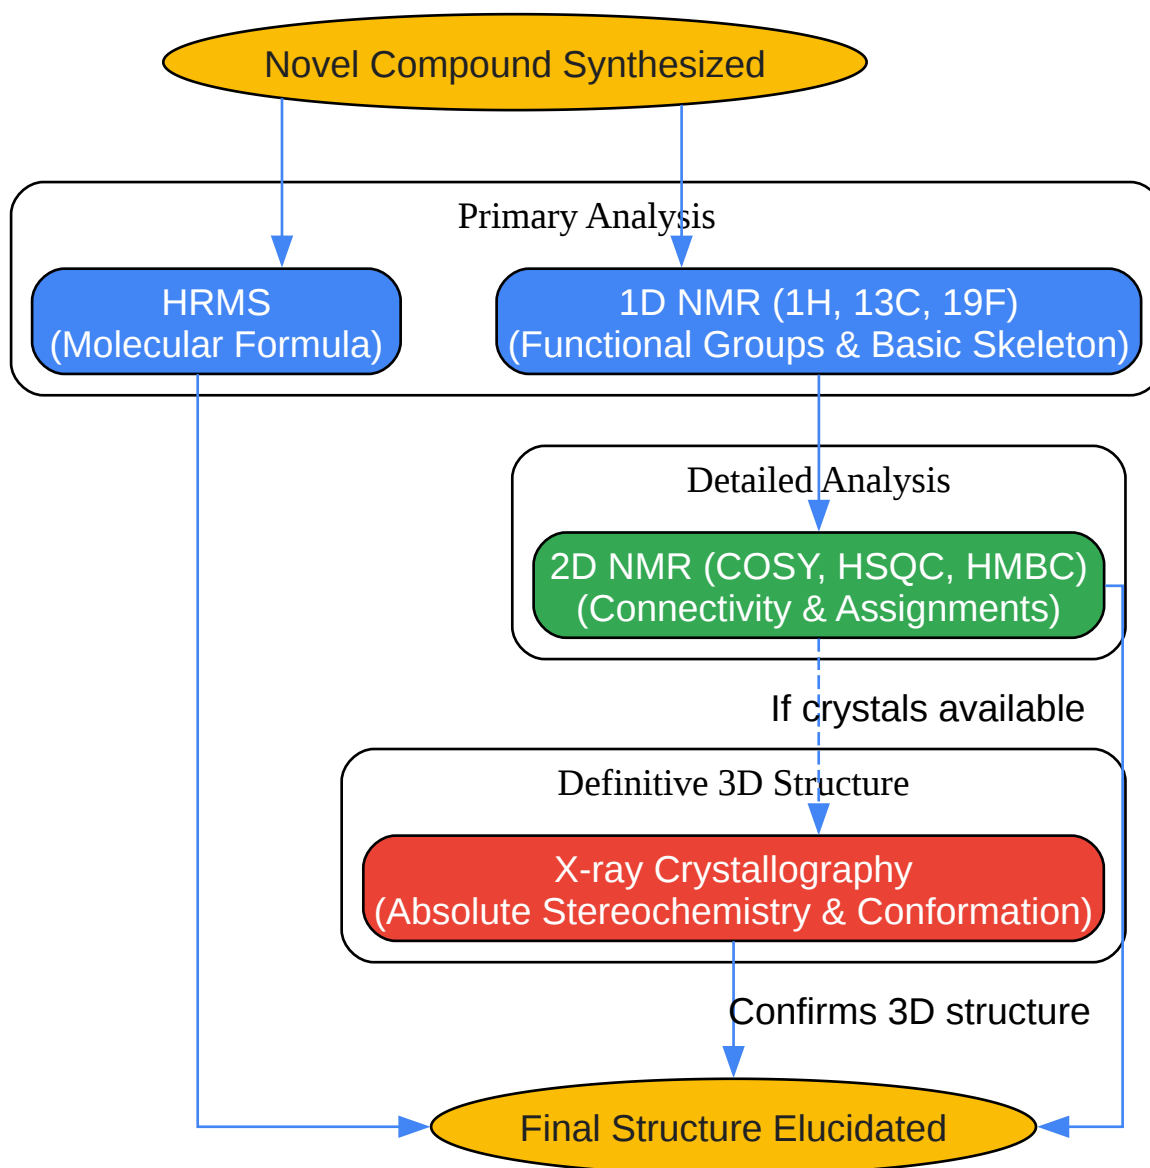 Novel Compound Synthesized
Primary Analysis
HRMS
(Molecular Formula)
1D NMR (1H, 13C, 19F)
(Functional Groups & Basic Skeleton)
Detailed Analysis
2D NMR (COSY, HSQC, HMBC)
(Connectivity & Assignments)
If crystals available
Definitive 3D Structure
X-ray Crystallography
(Absolute Stereochemistry & Conformation)
Confirms 3D structure
Final Structure Elucidated